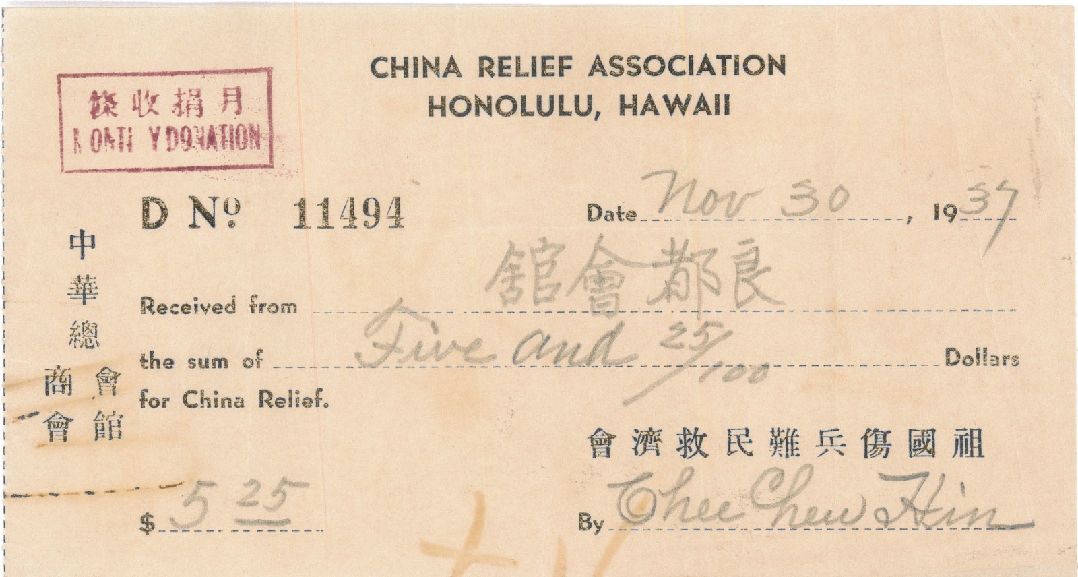 CHINA RELIEF ASSOCIATION
HONOLULU, HAWAII
月捐收條
MONTHLY DONATION
D Nº 11494
Date Nov 30, 1937
中華總
會館
商會
良都會舘
Received from
the sum of Five and 25/100 Dollars
for China Relief.
祖國傷兵難民救濟會
$ 5 25
By Chee Chew Hin